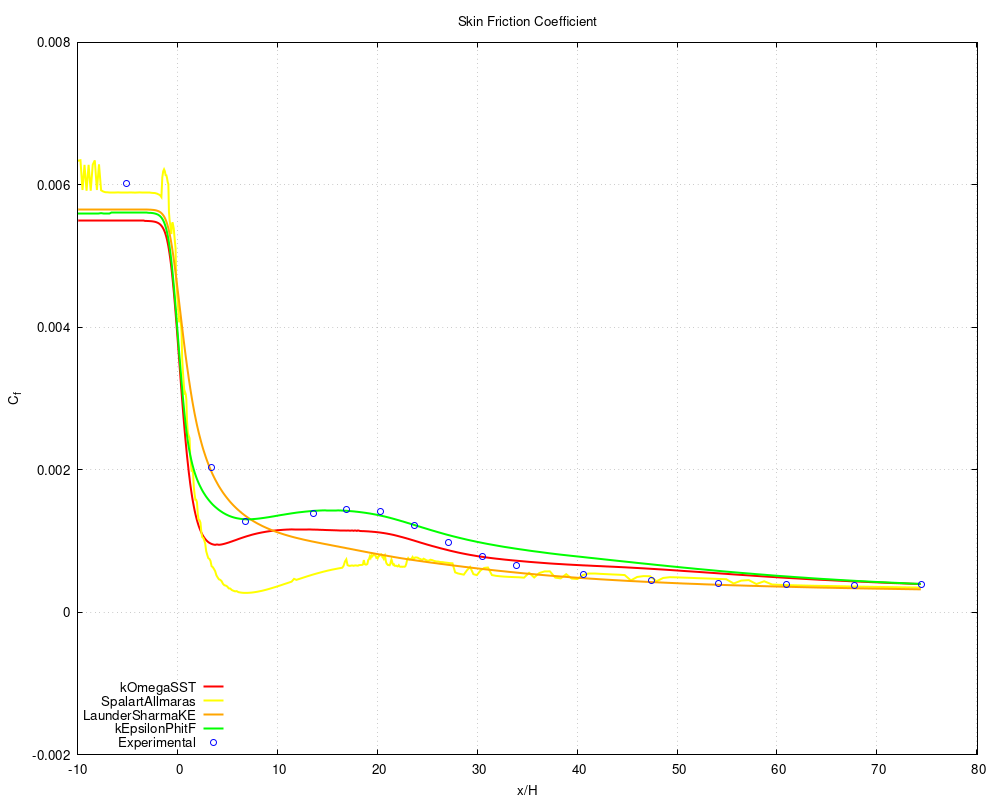 Skin Friction Coefficient
0.008
0.006
0.004
0.002
0
-0.002
Cf
kOmegaSST
SpalartAllmaras
LaunderSharmaKE
kEpsilonPhitF
Experimental
-10 0 10 20 30 40 50 60 70 80
x/H